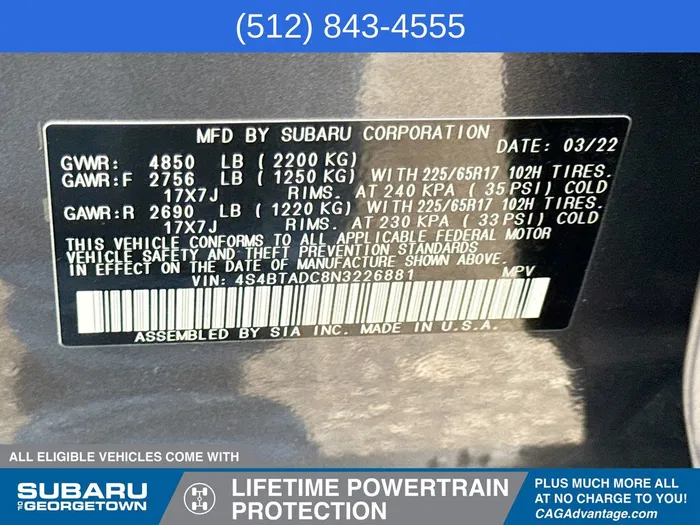 (512) 843-4555
MFD BY SUBARU CORPORATION
DATE: 03/22
GVWR: 4850 LB (2200 KG)
GAWR:F 2756 LB (1250 KG) WITH 225/65R17 102H TIRES.
17X7J RIMS. AT 240 KPA (35 PSI) COLD
GAWR:R 2690 LB (1220 KG) WITH 225/65R17 102H TIRES.
17X7J RIMS. AT 230 KPA (33 PSI) COLD
THIS VEHICLE CONFORMS TO ALL APPLICABLE FEDERAL MOTOR
VEHICLE SAFETY AND THEFT PREVENTION STANDARDS
IN EFFECT ON THE DATE OF MANUFACTURE SHOWN ABOVE.
VIN: 4S4BTADC8N3226881 MPV
ASSEMBLED BY SIA INC. MADE IN U.S.A.
ALL ELIGIBLE VEHICLES COME WITH
SUBARU
OF GEORGETOWN
LIFETIME POWERTRAIN
PROTECTION
PLUS MUCH MORE ALL
AT NO CHARGE TO YOU!
CAGAdvantage.com*